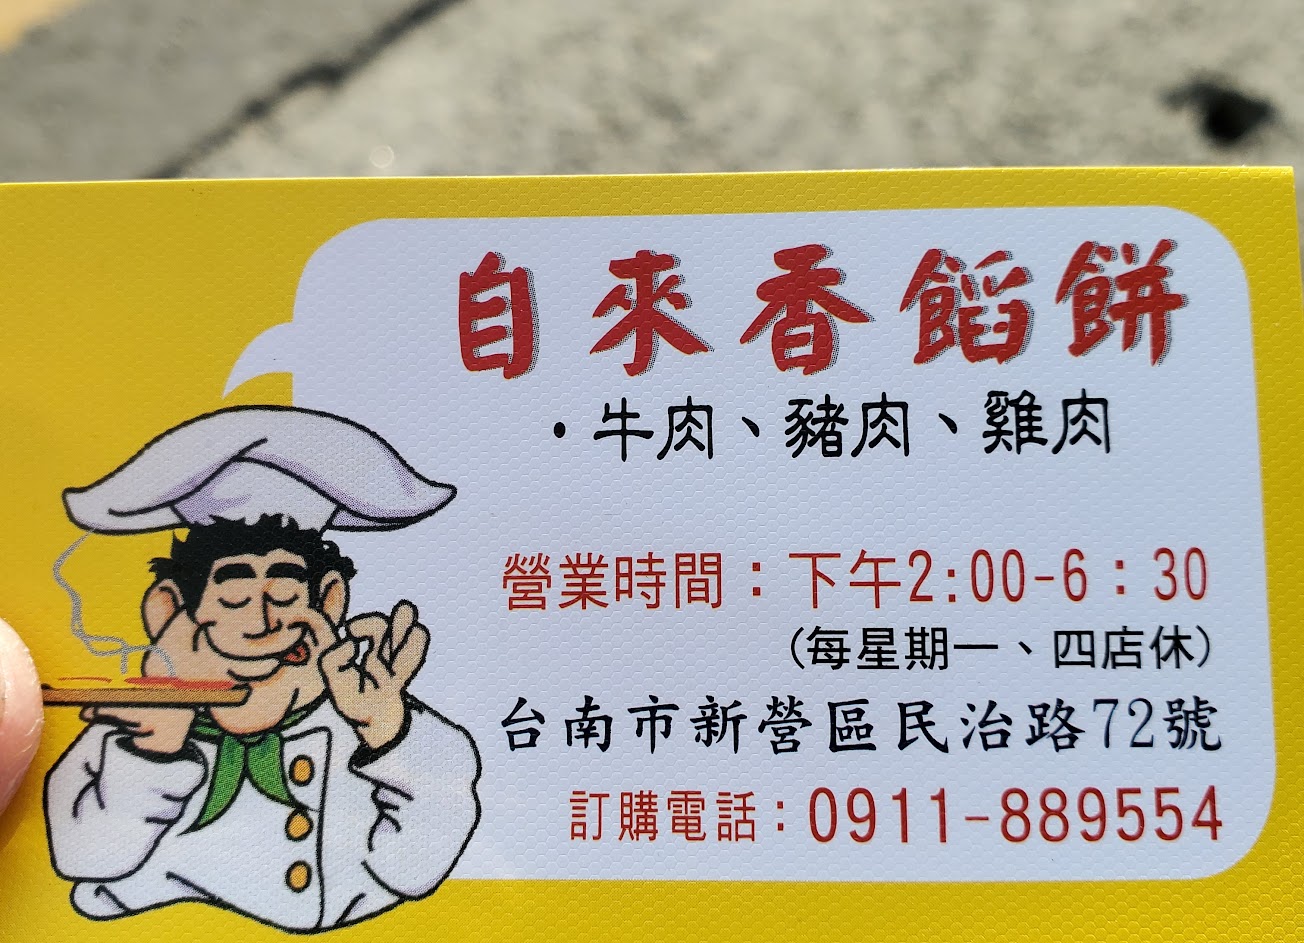 自來香餡餅
・牛肉、豬肉、雞肉
營業時間：下午2:00-6：30
(每星期一、四店休)
台南市新營區民治路72號
訂購電話：0911-889554